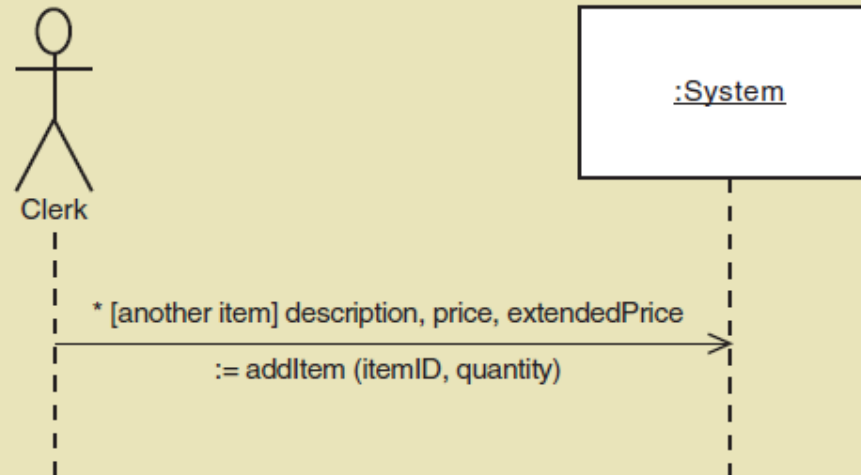 :System
Clerk
* [another item] description, price, extendedPrice
:= addItem (itemID, quantity)